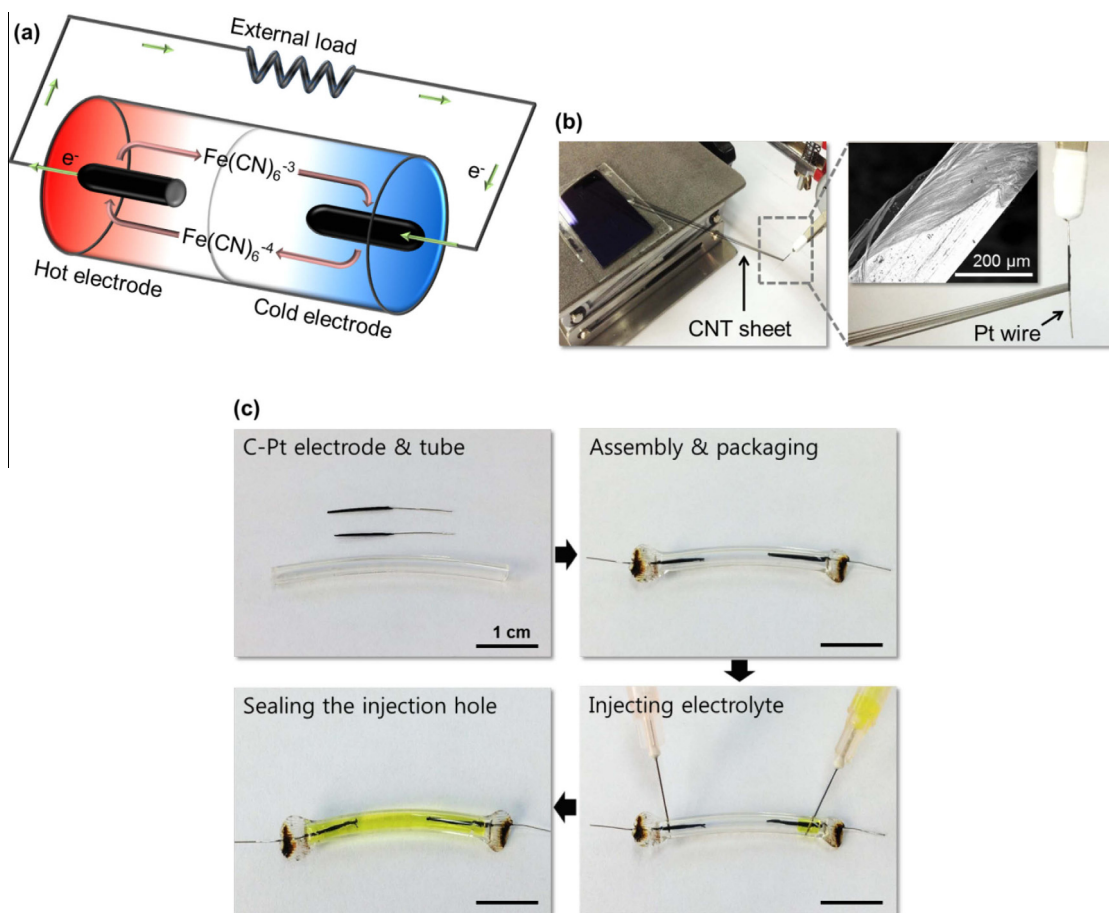 (a)
External load
e-
Fe(CN)6-3
e-
Fe(CN)6-4
Hot electrode
Cold electrode
(b)
CNT sheet
200 µm
Pt wire
(c)
C-Pt electrode & tube
1 cm
Assembly & packaging
Sealing the injection hole
Injecting electrolyte